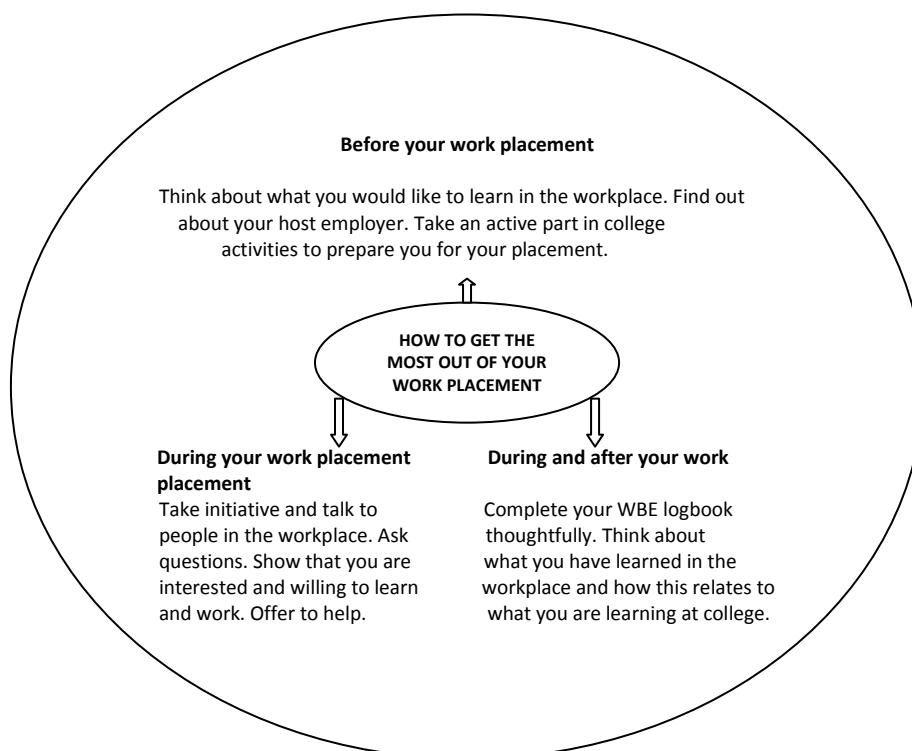 Before your work placement
Think about what you would like to learn in the workplace. Find out
about your host employer. Take an active part in college
activities to prepare you for your placement.
HOW TO GET THE
MOST OUT OF YOUR
WORK PLACEMENT
During your work placement
placement
Take initiative and talk to
people in the workplace. Ask
questions. Show that you are
interested and willing to learn
and work. Offer to help.
During and after your work
Complete your WBE logbook
thoughtfully. Think about
what you have learned in the
workplace and how this relates to
what you are learning at college.